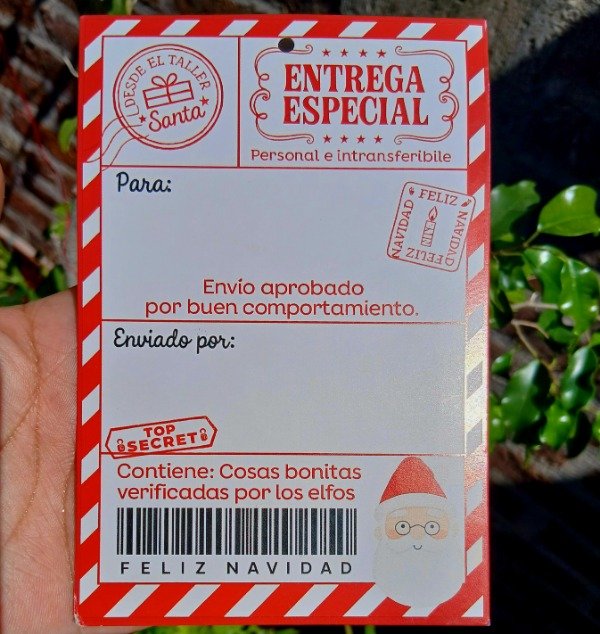 DESDE EL TALLER
Santa
ENTREGA
ESPECIAL
Personal e intransferibile
Para:
FELIZ
NAVIDAD
FELIZ
NAVIDAD
Envío aprobado
por buen comportamiento.
Enviado por:
TOP
SECRET
Contiene: Cosas bonitas
verificadas por los elfos
FELIZ NAVIDAD